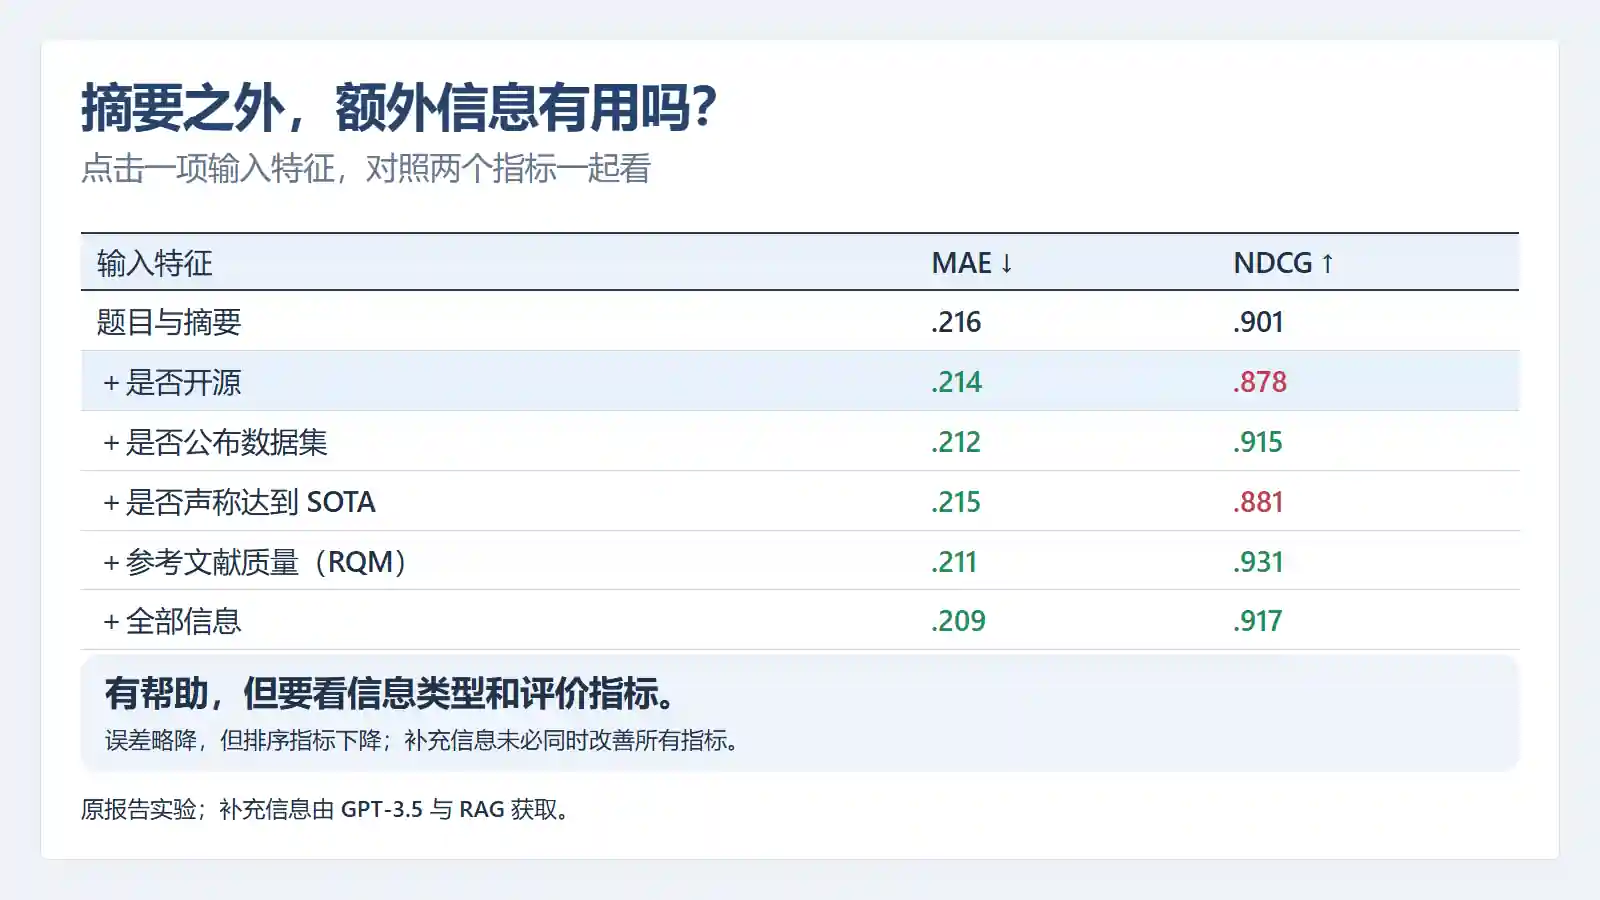 摘要之外，额外信息有用吗？
点击一项输入特征，对照两个指标一起看
输入特征 MAE ↓ NDCG ↑
题目与摘要 .216 .901
+ 是否开源 .214 .878
+ 是否公布数据集 .212 .915
+ 是否声称达到 SOTA .215 .881
+ 参考文献质量（RQM） .211 .931
+ 全部信息 .209 .917
有帮助，但要看信息类型和评价指标。
误差略降，但排序指标下降；补充信息未必同时改善所有指标。
原报告实验；补充信息由 GPT-3.5 与 RAG 获取。